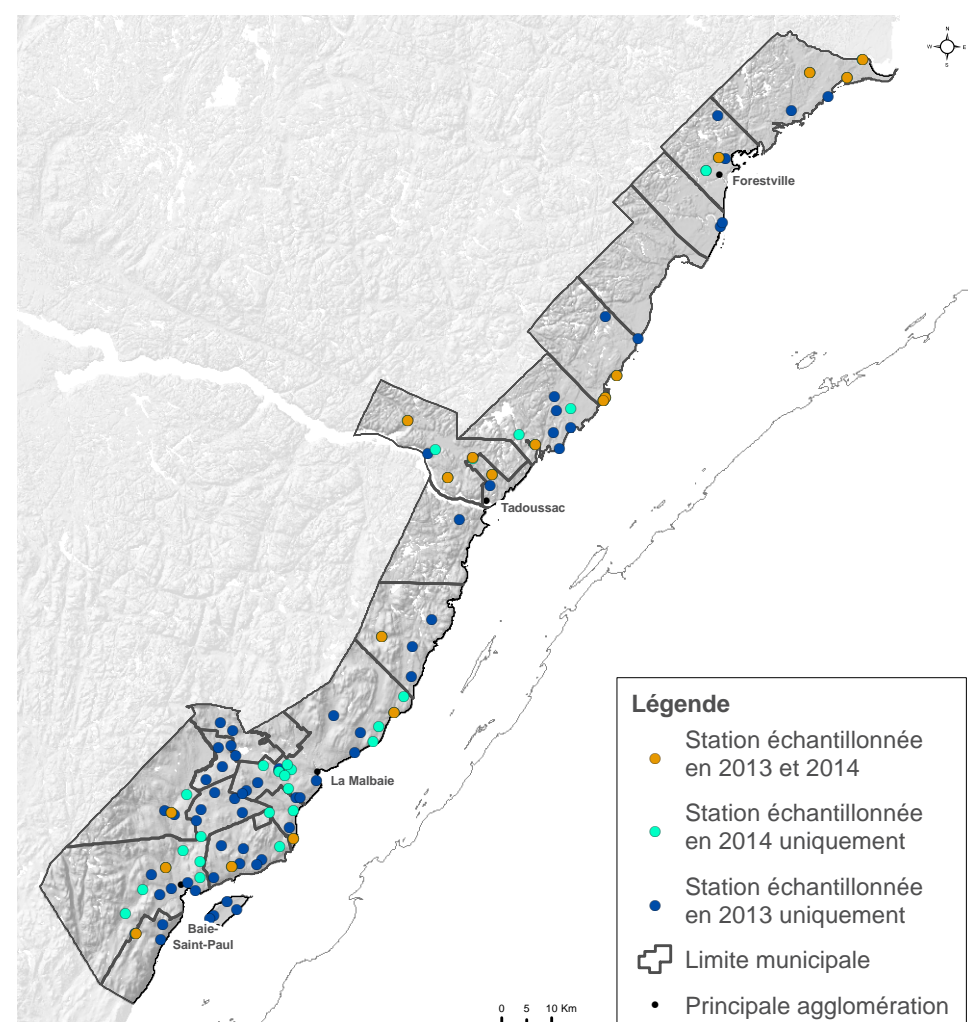 N
W E
S
Forestville
Tadoussac
La Malbaie
Baie-
Saint-Paul
Légende
Station échantillonnée
en 2013 et 2014
Station échantillonnée
en 2014 uniquement
Station échantillonnée
en 2013 uniquement
Limite municipale
Principale agglomération
0 5 10 Km